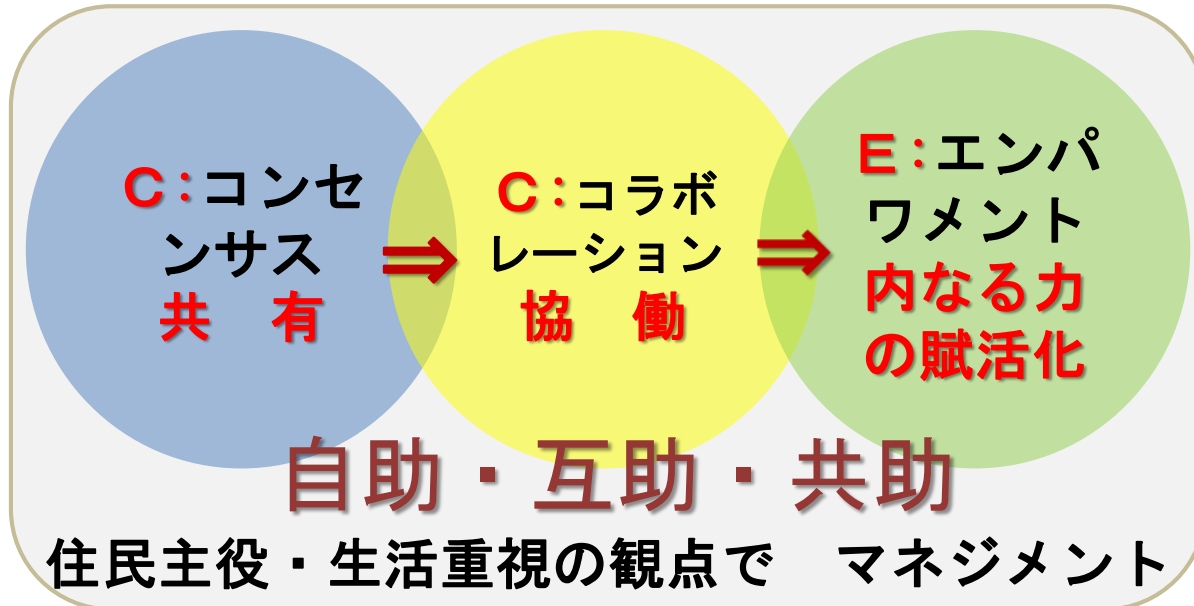 C:コンセ
ンサス
共　有
⇒
C:コラボ
レーション
協　働
⇒
E:エンパ
ワメント
内なる力
の賦活化
自助・互助・共助
住民主役・生活重視の観点で　マネジメント